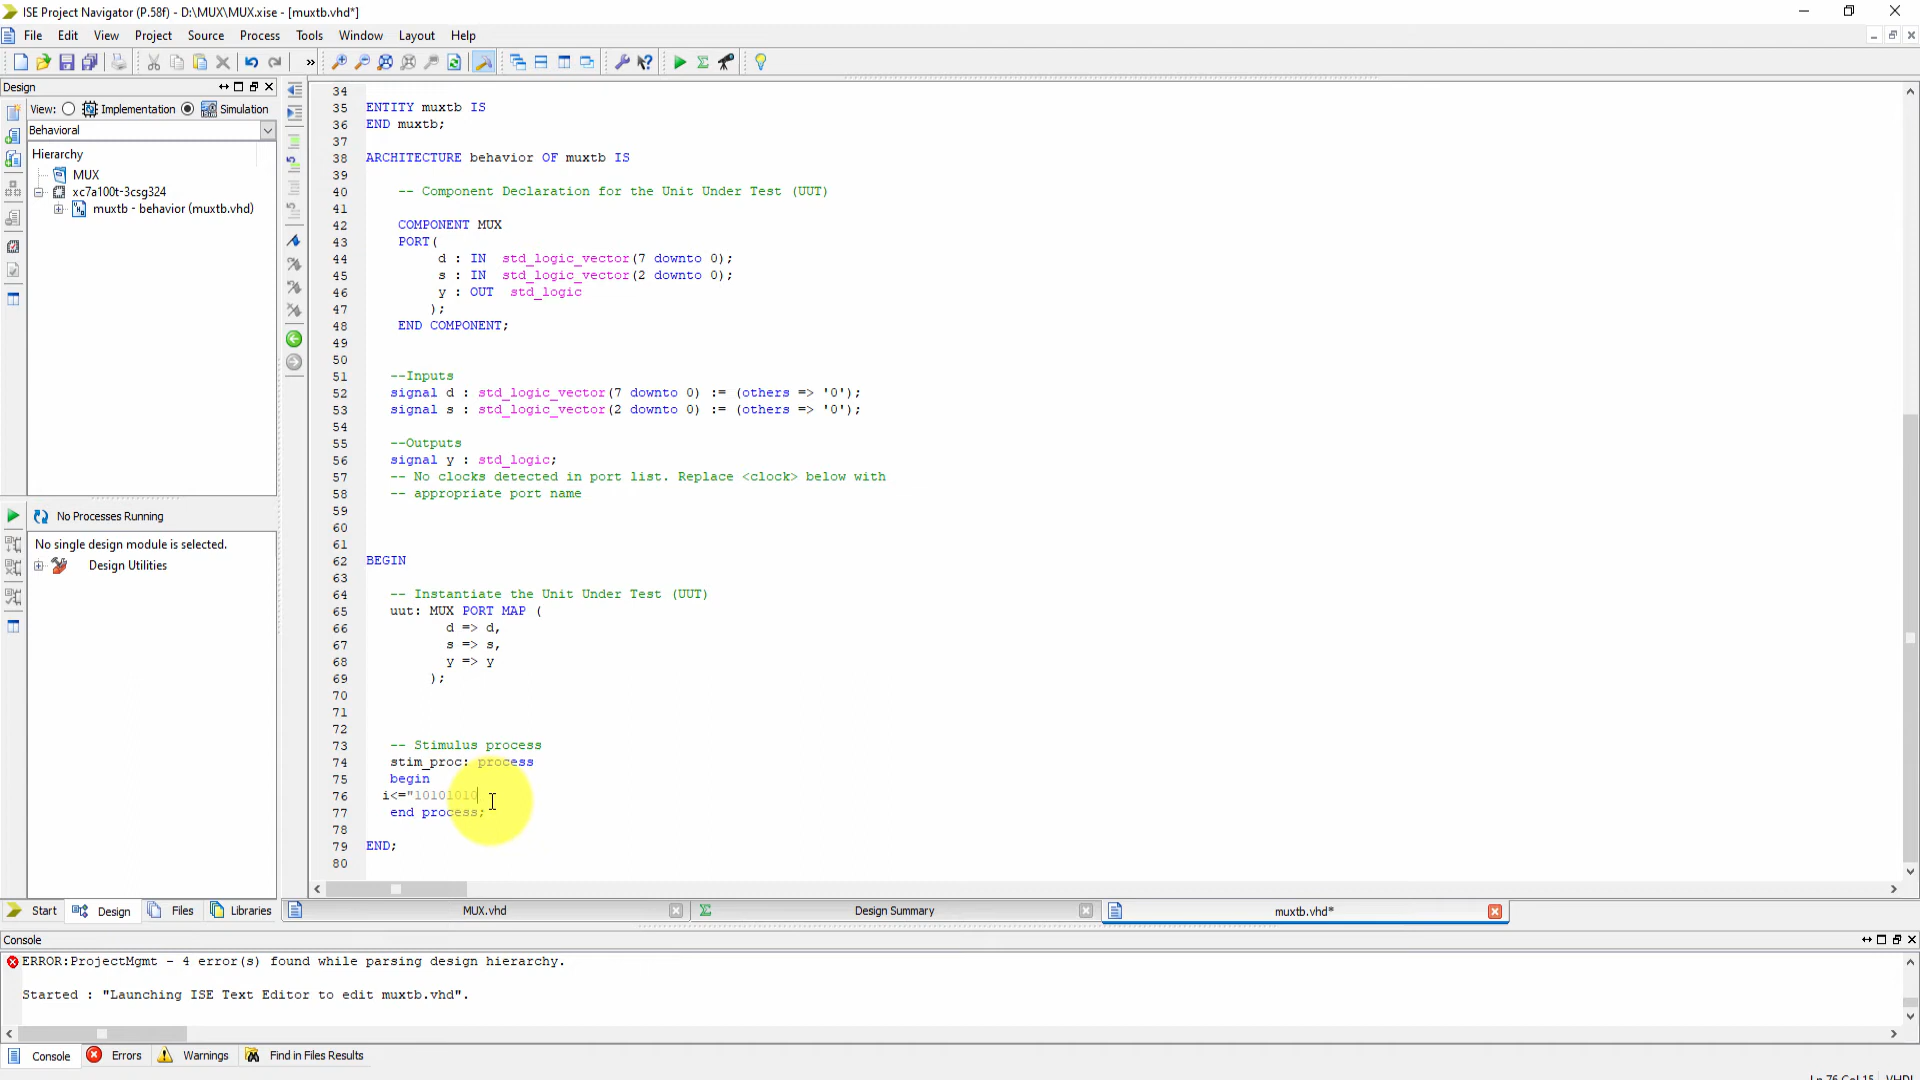 ISE Project Navigator (P.58f) - D:\MUX\MUX.xise - [muxtb.vhd*]
File Edit View Project Source Process Tools Window Layout Help
Design
View: Implementation Simulation
Behavioral
Hierarchy
MUX
xc7a100t-3csg324
muxtb - behavior (muxtb.vhd)
No Processes Running
No single design module is selected.
Design Utilities
34
35 ENTITY muxtb IS
36 END muxtb;
37
38 ARCHITECTURE behavior OF muxtb IS
39
40 -- Component Declaration for the Unit Under Test (UUT)
41
42 COMPONENT MUX
43 PORT(
44 d : IN std_logic_vector(7 downto 0);
45 s : IN std_logic_vector(2 downto 0);
46 y : OUT std_logic
47 );
48 END COMPONENT;
49
50
51 --Inputs
52 signal d : std_logic_vector(7 downto 0) := (others => '0');
53 signal s : std_logic_vector(2 downto 0) := (others => '0');
54
55 --Outputs
56 signal y : std_logic;
57 -- No clocks detected in port list. Replace <clock> below with
58 -- appropriate port name
59
60
61
62 BEGIN
63
64 -- Instantiate the Unit Under Test (UUT)
65 uut: MUX PORT MAP (
66 d => d,
67 s => s,
68 y => y
69 );
70
71
72
73 -- Stimulus process
74 stim_proc: process
75 begin
76 i<="10101010
77 end process;
78
79 END;
80
Start Design Files Libraries
MUX.vhd Design Summary muxtb.vhd*
Console
ERROR:ProjectMgmt - 4 error(s) found while parsing design hierarchy.
Started : "Launching ISE Text Editor to edit muxtb.vhd".
Console Errors Warnings Find in Files Results
Ln 76 Col 15 VHDL